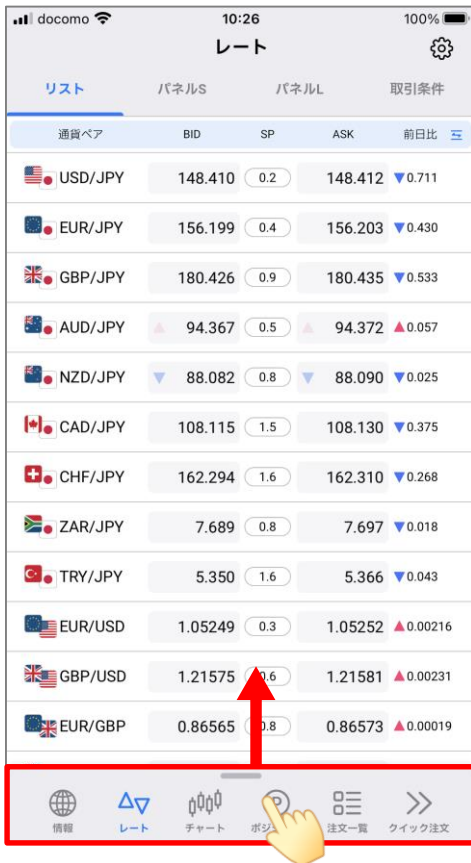 docomo 10:26 100%
レート
リスト パネルS パネルL 取引条件
通貨ペア BID SP ASK 前日比
USD/JPY 148.410 0.2 148.412 ▼0.711
EUR/JPY 156.199 0.4 156.203 ▼0.430
GBP/JPY 180.426 0.9 180.435 ▼0.533
AUD/JPY ▲ 94.367 0.5 ▲ 94.372 ▲0.057
NZD/JPY ▼ 88.082 0.8 ▼ 88.090 ▼0.025
CAD/JPY 108.115 1.5 108.130 ▼0.375
CHF/JPY 162.294 1.6 162.310 ▼0.268
ZAR/JPY 7.689 0.8 7.697 ▼0.018
TRY/JPY 5.350 1.6 5.366 ▼0.043
EUR/USD 1.05249 0.3 1.05252 ▲0.00216
GBP/USD 1.21575 0.6 1.21581 ▲0.00231
EUR/GBP 0.86565 0.8 0.86573 ▲0.00019
情報 レート チャート 注文一覧 クイック注文